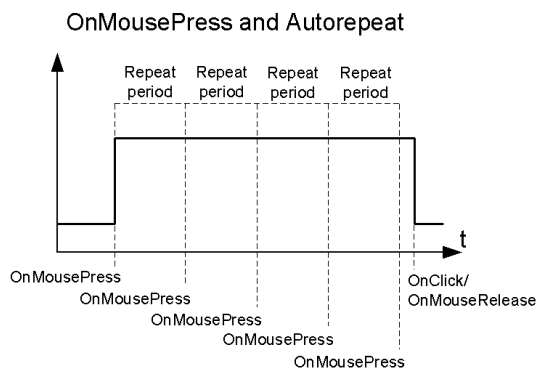 OnMousePress and Autorepeat
Repeat period
Repeat period
Repeat period
Repeat period
t
OnMousePress
OnMousePress
OnMousePress
OnMousePress
OnMousePress
OnClick/
OnMouseRelease